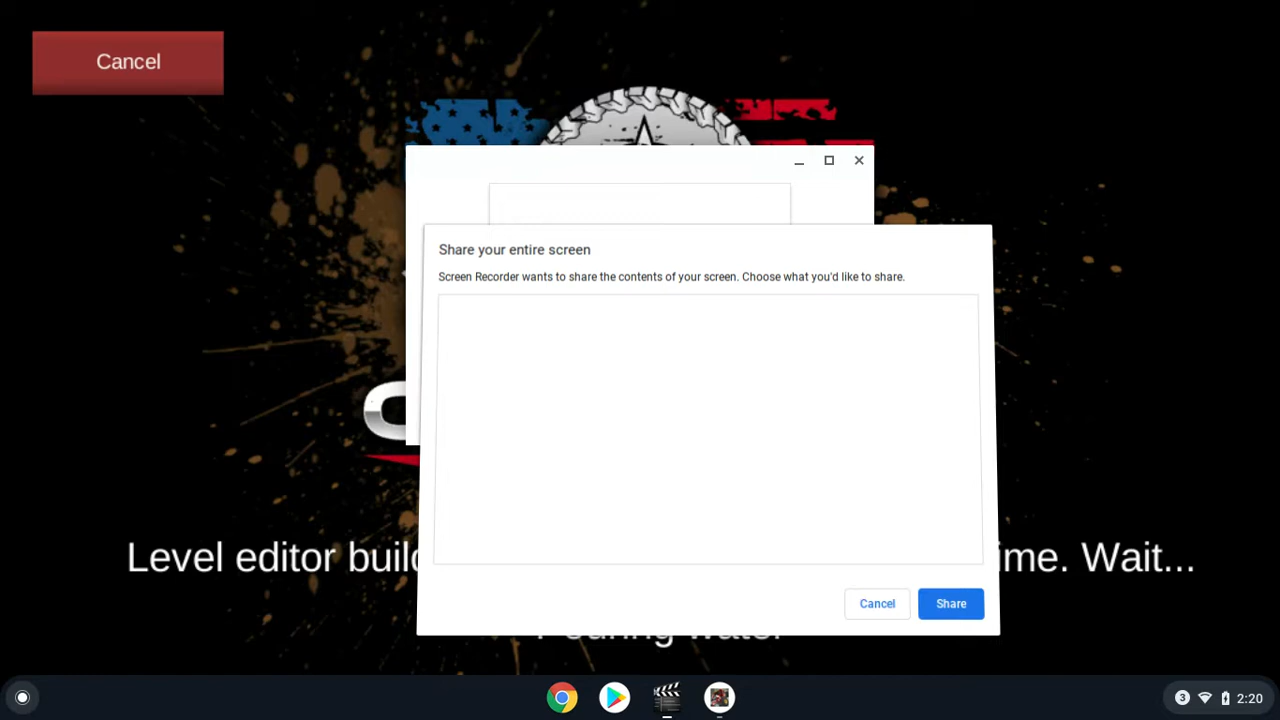 Cancel
Share your entire screen
Screen Recorder wants to share the contents of your screen. Choose what you'd like to share.
Level editor ime. Wait...
Cancel
Share
3
2:20